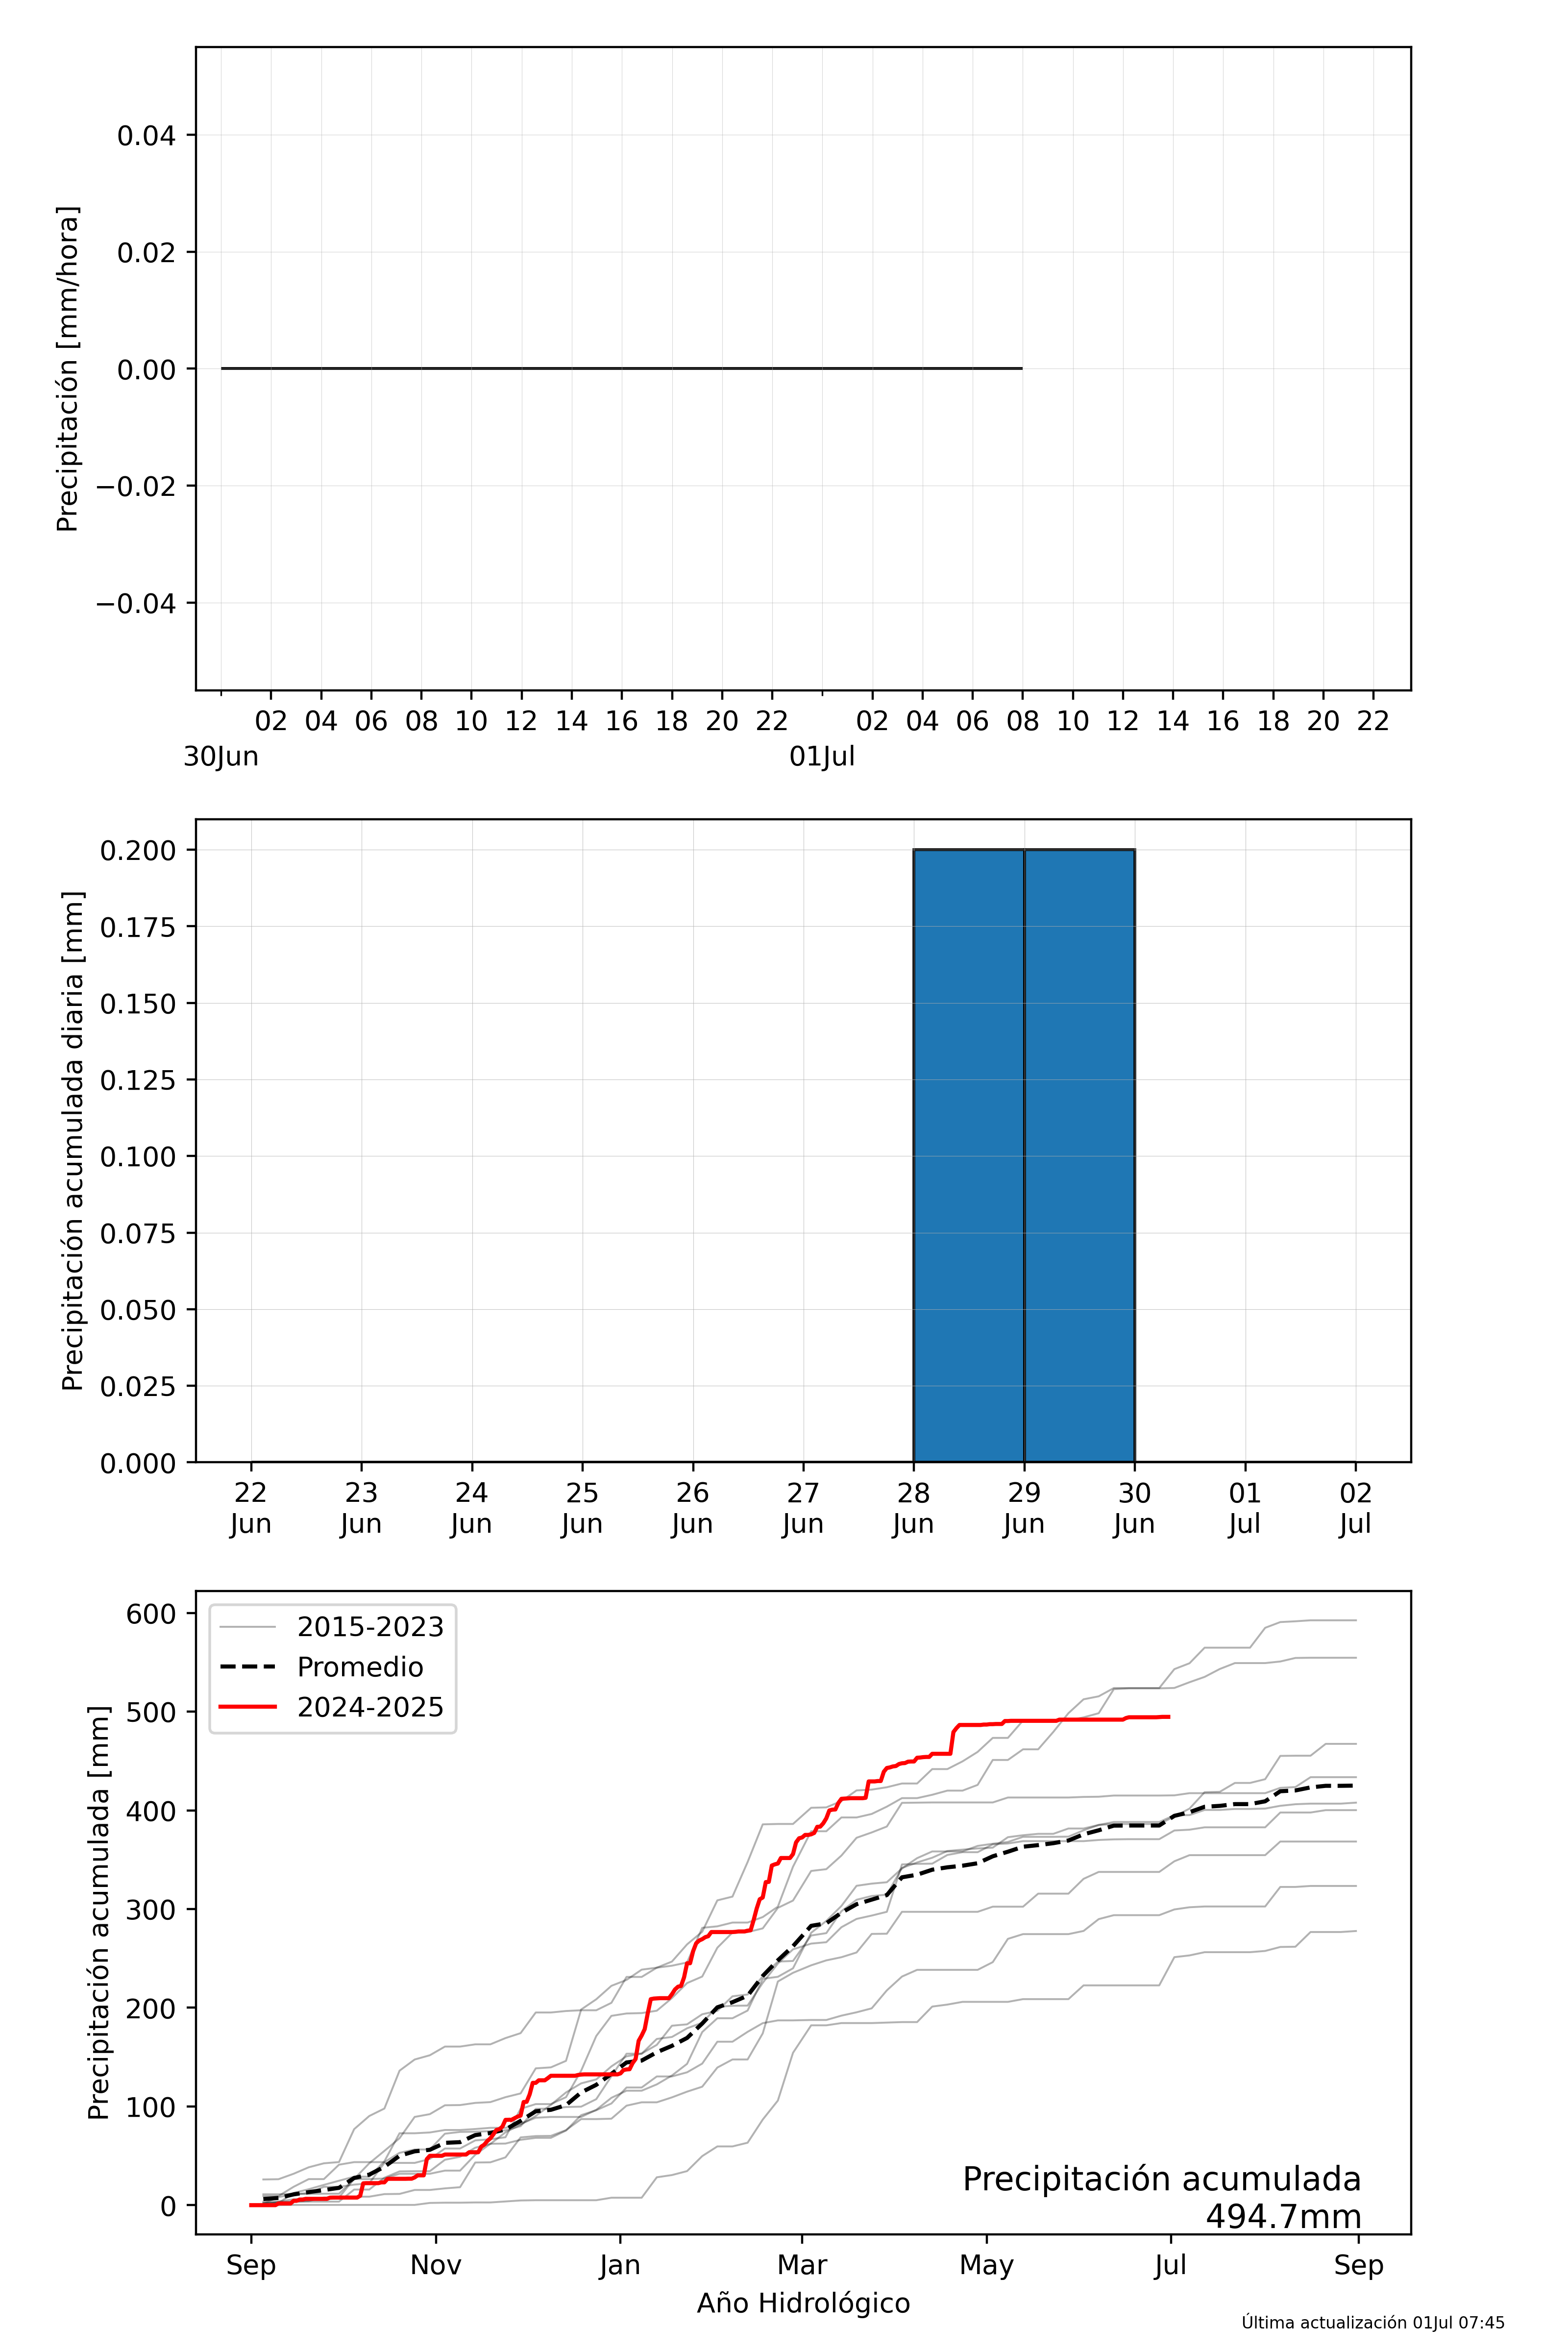 Precipitación [mm/hora]
0.04
0.02
0.00
−0.02
−0.04
02 04 06 08 10 12 14 16 18 20 22 02 04 06 08 10 12 14 16 18 20 22
30Jun 01Jul
Precipitación acumulada diaria [mm]
0.200
0.175
0.150
0.125
0.100
0.075
0.050
0.025
0.000
22 23 24 25 26 27 28 29 30 01 02
Jun Jun Jun Jun Jun Jun Jun Jun Jun Jul Jul
Precipitación acumulada [mm]
600
500
400
300
200
100
0
2015-2023
Promedio
2024-2025
Precipitación acumulada
494.7mm
Sep Nov Jan Mar May Jul Sep
Año Hidrológico
Última actualización 01Jul 07:45